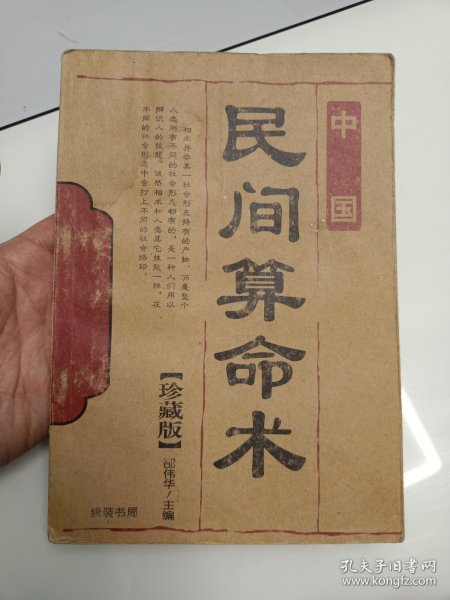 中国
民间算命术
相术并非某一社会形态特有的产物,而是整个
人类所有不同的社会形态都有的,是一种人们用以
辨识人的技能。诚然相术和人类其它技能一样,在
不同的社会形态中会打上不同的社会烙印。
【珍藏版】
邵伟华/主编
线装书局
孔夫子旧书网
www.kongfz.com